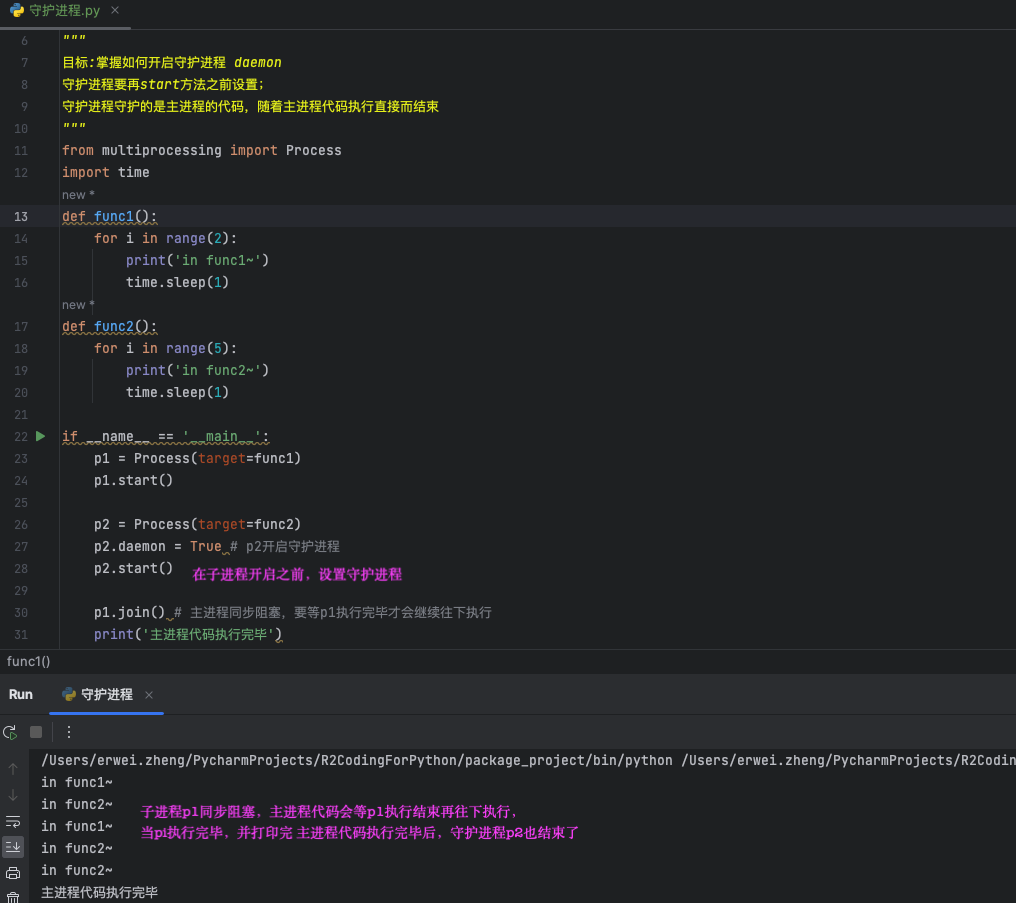 守护进程.py ×
6 """
7 目标:掌握如何开启守护进程 daemon
8 守护进程要再start方法之前设置;
9 守护进程守护的是主进程的代码，随着主进程代码执行直接而结束
10 """
11 from multiprocessing import Process
12 import time
new *
13 def func1():
14 for i in range(2):
15 print('in func1~')
16 time.sleep(1)
new *
17 def func2():
18 for i in range(5):
19 print('in func2~')
20 time.sleep(1)
21
22 if __name__ == '__main__':
23 p1 = Process(target=func1)
24 p1.start()
25
26 p2 = Process(target=func2)
27 p2.daemon = True # p2开启守护进程
28 p2.start() 在子进程开启之前，设置守护进程
29
30 p1.join() # 主进程同步阻塞，要等p1执行完毕才会继续往下执行
31 print('主进程代码执行完毕')
func1()
Run 守护进程 ×
/Users/erwei.zheng/PycharmProjects/R2CodingForPython/package_project/bin/python /Users/erwei.zheng/PycharmProjects/R2Codin
in func1~
in func2~
子进程p1同步阻塞，主进程代码会等p1执行结束再往下执行，
in func1~
当p1执行完毕，并打印完 主进程代码执行完毕后，守护进程p2也结束了
in func2~
in func2~
主进程代码执行完毕